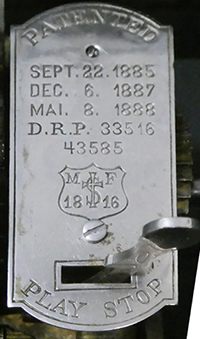 PATENTED
SEPT. 22. 1885
DEC. 6. 1887
MAI. 8. 1888
D.R.P. 33516
43585
M L F
18 16
PLAY STOP